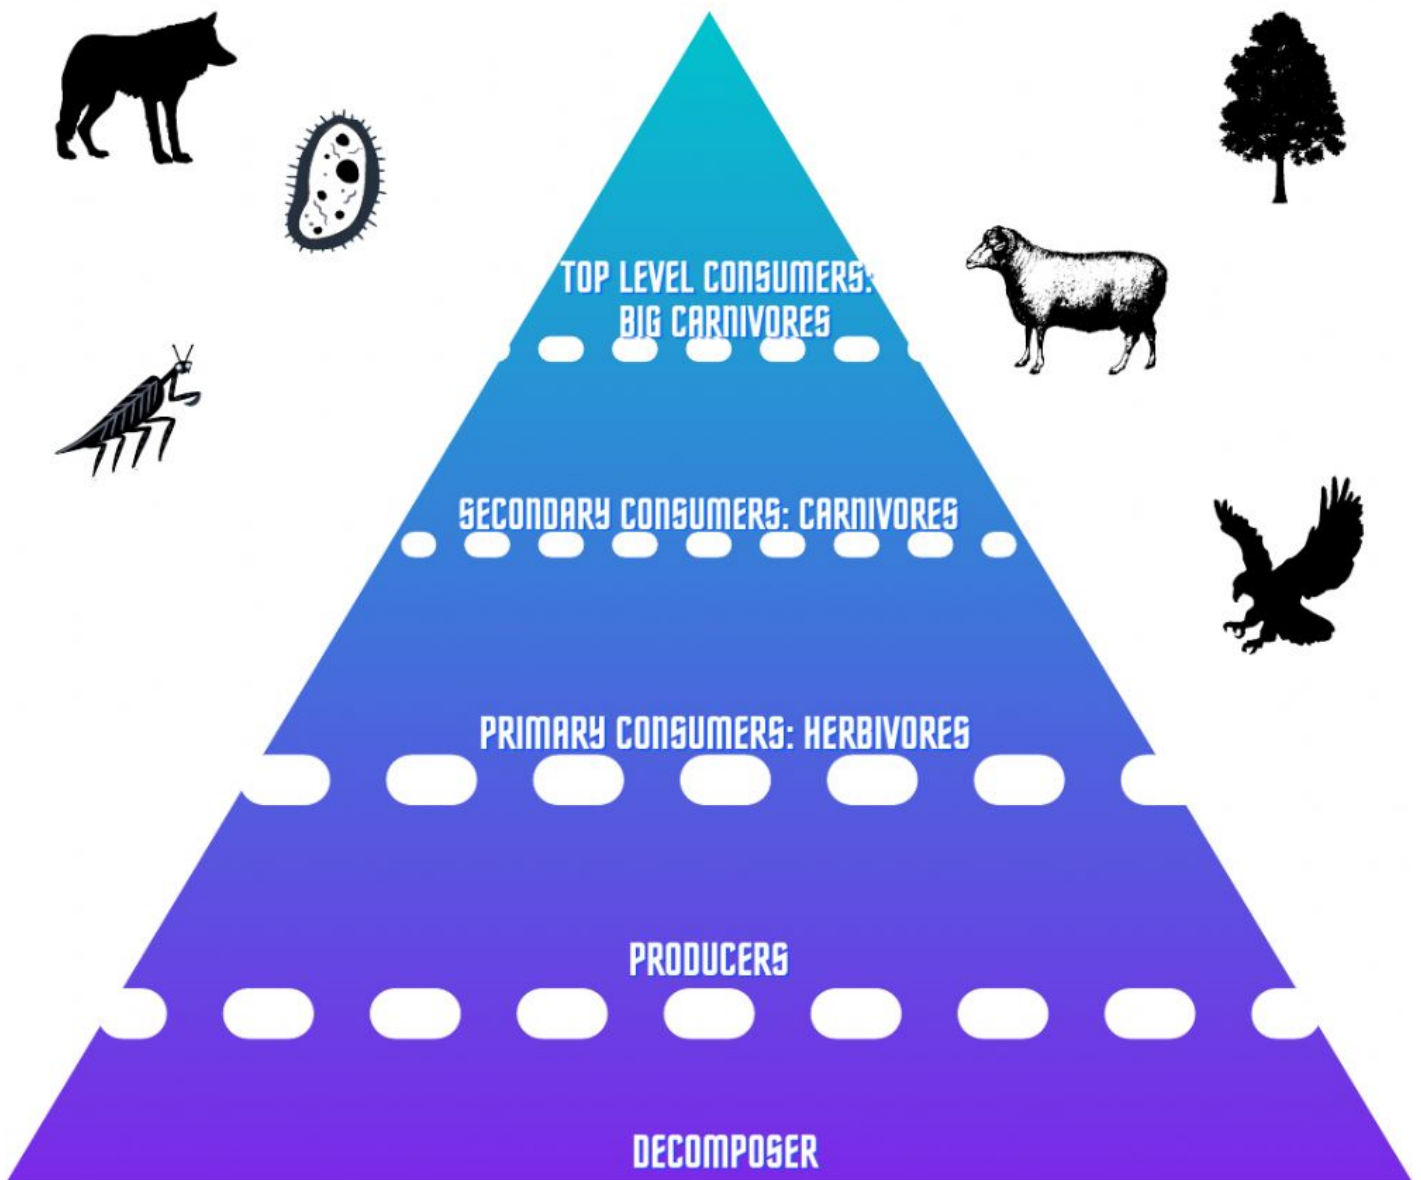 TOP LEVEL CONSUMERS:
BIG CARNIVORES
SECONDARY CONSUMERS: CARNIVORES
PRIMARY CONSUMERS: HERBIVORES
PRODUCERS
DECOMPOSER